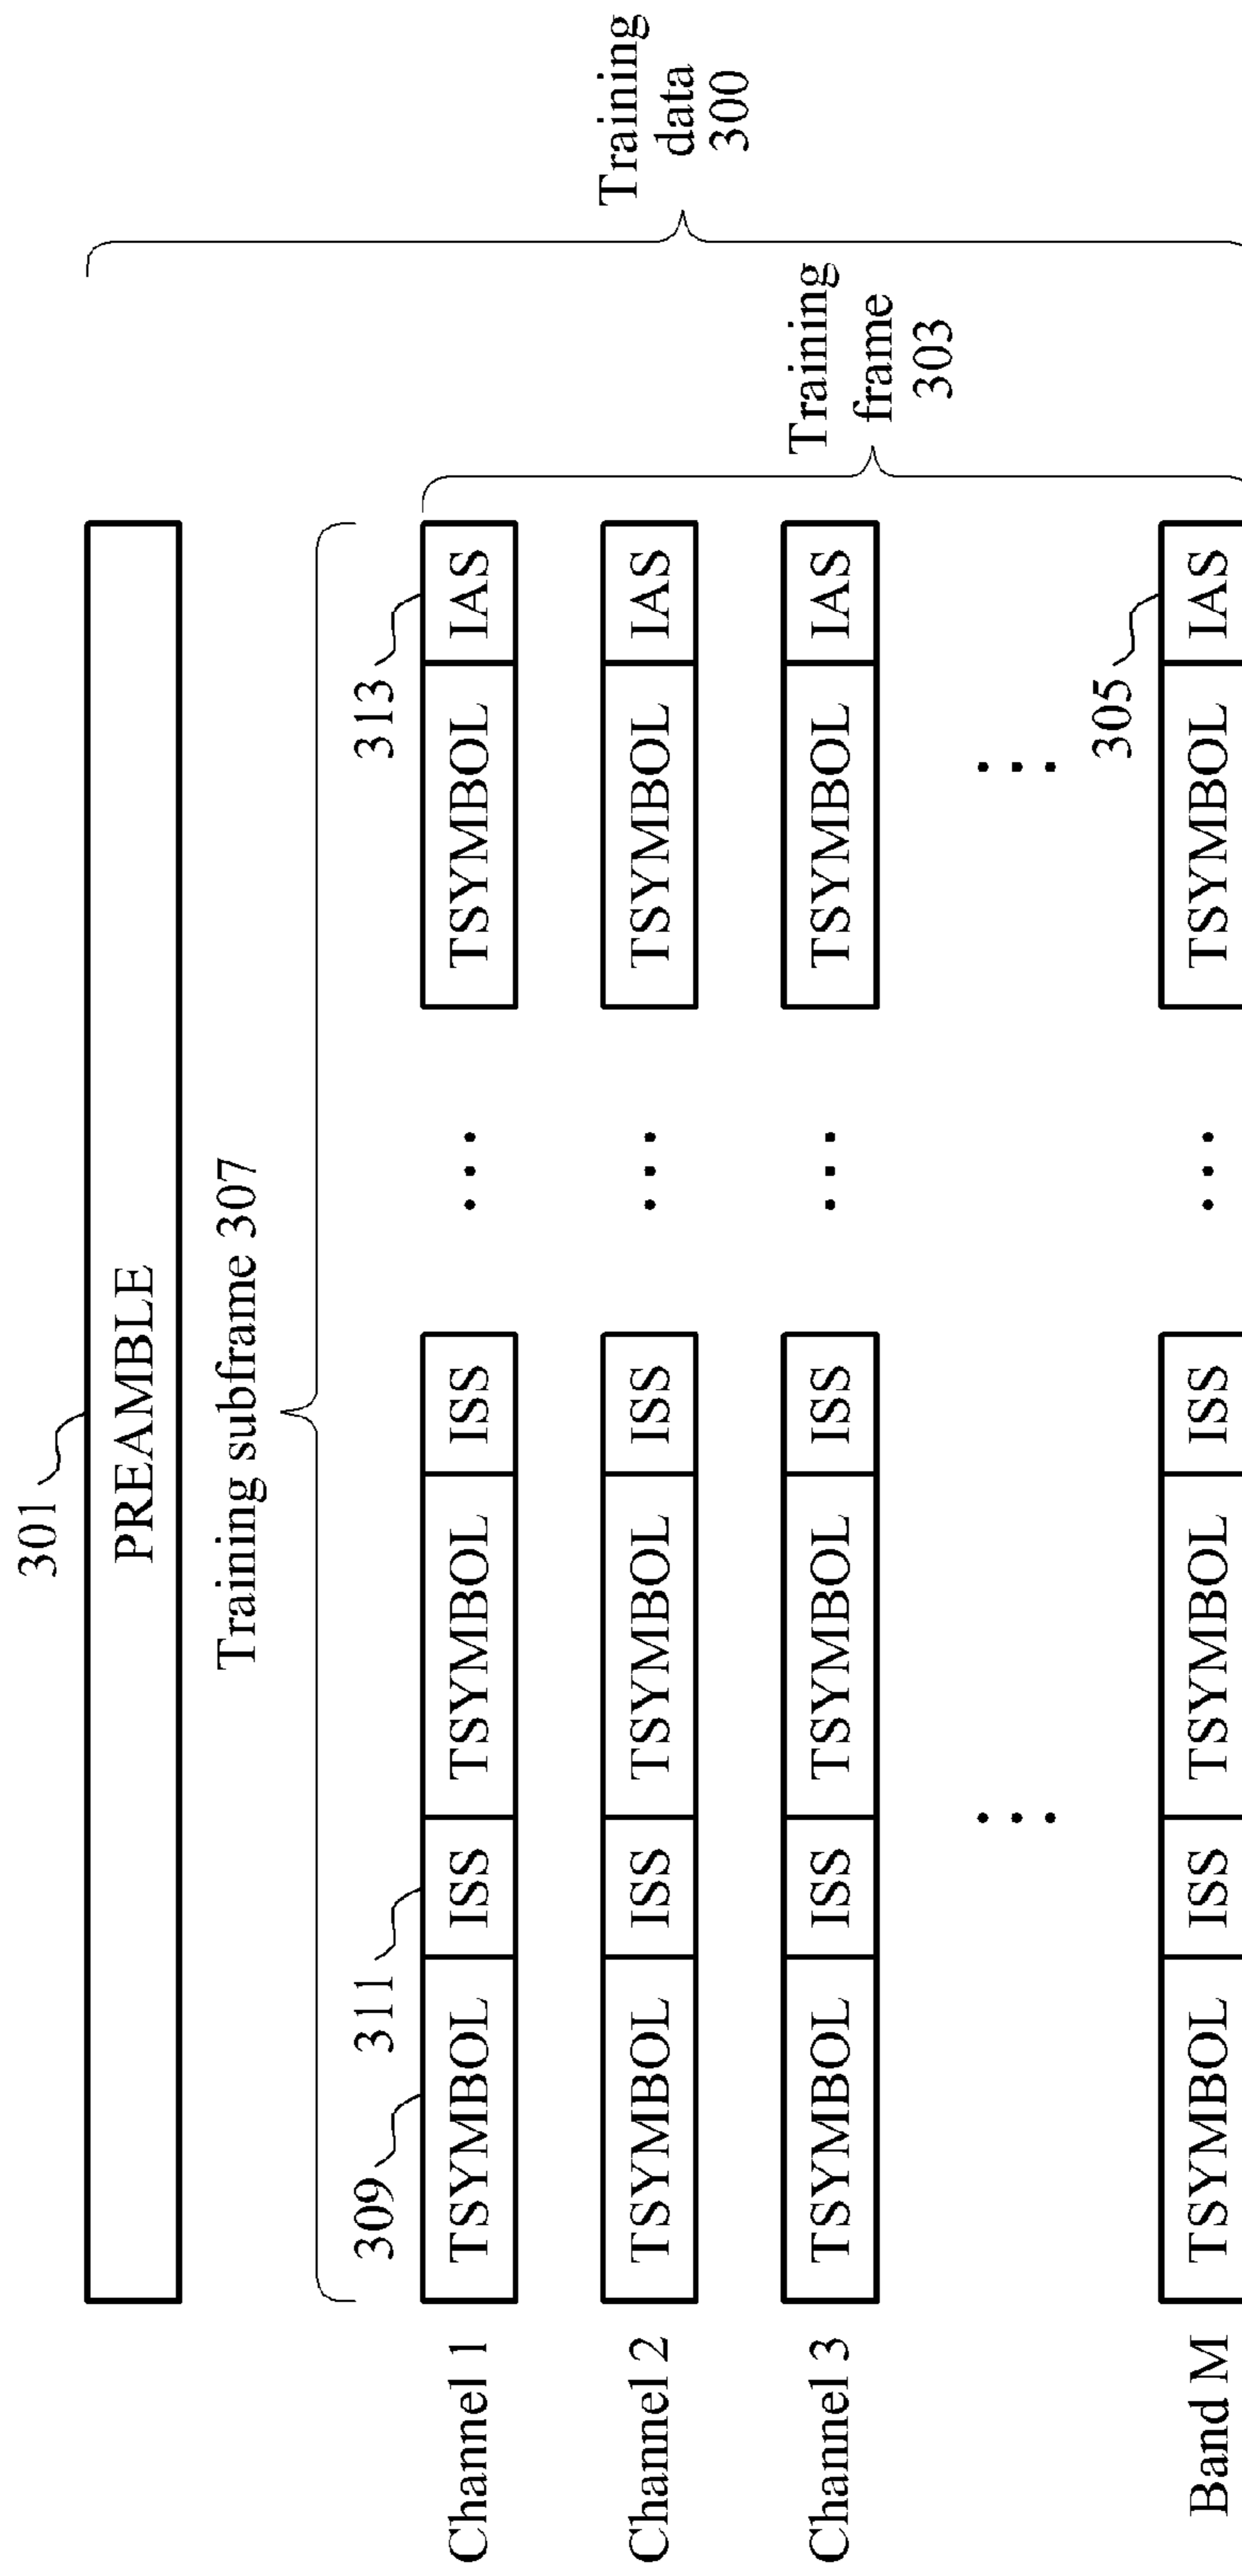 301
PREAMBLE
Training subframe 307
309
311
313
Channel 1
TSYMBOL
ISS
TSYMBOL
ISS
...
TSYMBOL
IAS
Channel 2
TSYMBOL
ISS
TSYMBOL
ISS
...
TSYMBOL
IAS
Channel 3
TSYMBOL
ISS
TSYMBOL
ISS
...
TSYMBOL
IAS
...
...
305
Band M
TSYMBOL
ISS
TSYMBOL
ISS
...
TSYMBOL
IAS
Training
frame
303
Training
data
300